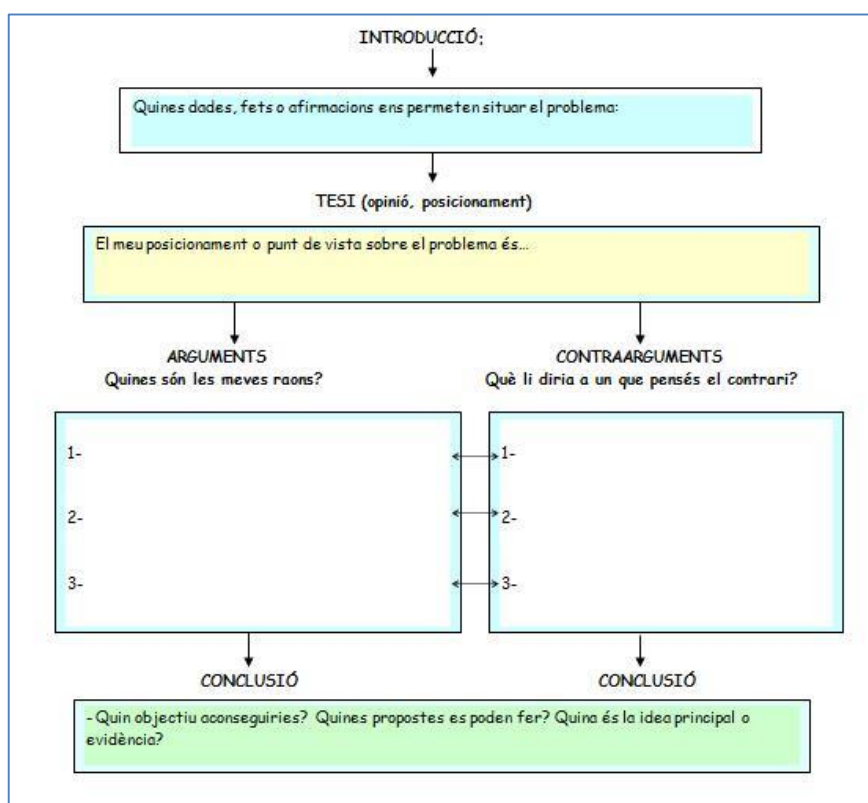 INTRODUCCIÓ:
Quines dades, fets o afirmacions ens permeten situar el problema:
TESI (opinió, posicionament)
El meu posicionament o punt de vista sobre el problema és...
ARGUMENTS
Quines són les meves raons?
CONTRAARGUMENTS
Què li diria a un que pensés el contrari?
1-
2-
3-
1-
2-
3-
CONCLUSIÓ
CONCLUSIÓ
- Quin objectiu aconseguiries? Quines propostes es poden fer? Quina és la idea principal o
evidència?